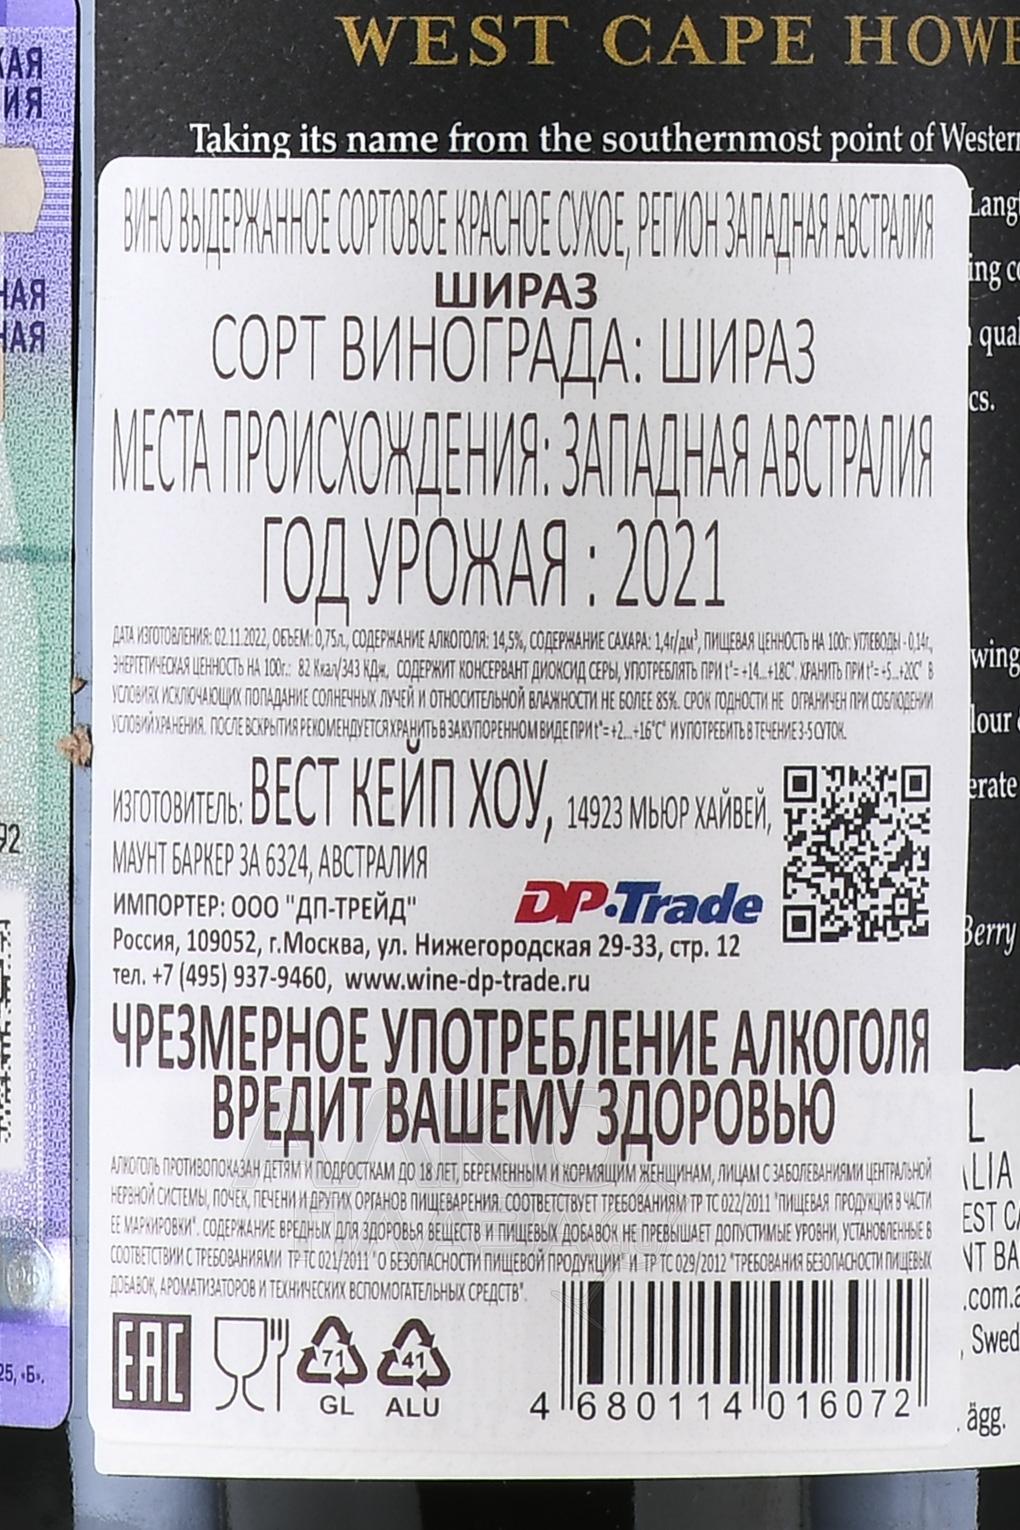 WEST CAPE HOWE
Taking its name from the southernmost point of Western
ВИНО ВЫДЕРЖАННОЕ СОРТОВОЕ КРАСНОЕ СУХОЕ, РЕГИОН ЗАПАДНАЯ АВСТРАЛИЯ
ШИРАЗ
СОРТ ВИНОГРАДА: ШИРАЗ
МЕСТА ПРОИСХОЖДЕНИЯ: ЗАПАДНАЯ АВСТРАЛИЯ
ГОД УРОЖАЯ : 2021
ДАТА ИЗГОТОВЛЕНИЯ: 02.11.2022, ОБЪЕМ: 0,75л., СОДЕРЖАНИЕ АЛКОГОЛЯ: 14,5%, СОДЕРЖАНИЕ САХАРА: 1,4г/дм³, ПИЩЕВАЯ ЦЕННОСТЬ НА 100г: УГЛЕВОДЫ - 0,14г,
ЭНЕРГЕТИЧЕСКАЯ ЦЕННОСТЬ НА 100г.: 82 Ккал/343 КДж, СОДЕРЖИТ КОНСЕРВАНТ ДИОКСИД СЕРЫ, УПОТРЕБЛЯТЬ ПРИ t°= +14...+18C°. ХРАНИТЬ ПРИ t°= +5...+20C° В
УСЛОВИЯХ ИСКЛЮЧАЮЩИХ ПОПАДАНИЕ СОЛНЕЧНЫХ ЛУЧЕЙ И ОТНОСИТЕЛЬНОЙ ВЛАЖНОСТИ НЕ БОЛЕЕ 85%. СРОК ГОДНОСТИ НЕ ОГРАНИЧЕН ПРИ СОБЛЮДЕНИИ
УСЛОВИЙ ХРАНЕНИЯ. ПОСЛЕ ВСКРЫТИЯ РЕКОМЕНДУЕТСЯ ХРАНИТЬ В ЗАКУПОРЕННОМ ВИДЕ ПРИ t°=+2...+16°C° И УПОТРЕБИТЬ В ТЕЧЕНИЕ 3-5 СУТОК.
ИЗГОТОВИТЕЛЬ: ВЕСТ КЕЙП ХОУ, 14923 МЬЮР ХАЙВЕЙ,
МАУНТ БАРКЕР ЗА 6324, АВСТРАЛИЯ
DP·Trade
ИМПОРТЕР: ООО "ДП-ТРЕЙД"
Россия, 109052, г.Москва, ул. Нижегородская 29-33, стр. 12
тел. +7 (495) 937-9460, www.wine-dp-trade.ru
ЧРЕЗМЕРНОЕ УПОТРЕБЛЕНИЕ АЛКОГОЛЯ
ВРЕДИТ ВАШЕМУ ЗДОРОВЬЮ
АЛКОГОЛЬ ПРОТИВОПОКАЗАН ДЕТЯМ И ПОДРОСТКАМ ДО 18 ЛЕТ, БЕРЕМЕННЫМ И КОРМЯЩИМ ЖЕНЩИНАМ, ЛИЦАМ С ЗАБОЛЕВАНИЯМИ ЦЕНТРАЛЬНОЙ
НЕРВНОЙ СИСТЕМЫ, ПОЧЕК, ПЕЧЕНИ И ДРУГИХ ОРГАНОВ ПИЩЕВАРЕНИЯ. СООТВЕТСТВУЕТ ТРЕБОВАНИЯМ ТР ТС 022/2011 "ПИЩЕВАЯ ПРОДУКЦИЯ В ЧАСТИ
ЕЕ МАРКИРОВКИ". СОДЕРЖАНИЕ ВРЕДНЫХ ДЛЯ ЗДОРОВЬЯ ВЕЩЕСТВ И ПИЩЕВЫХ ДОБАВОК НЕ ПРЕВЫШАЕТ ДОПУСТИМЫЕ УРОВНИ, УСТАНОВЛЕННЫЕ В
СООТВЕТСТВИИ С ТРЕБОВАНИЯМИ ТР ТС 021/2011 "О БЕЗОПАСНОСТИ ПИЩЕВОЙ ПРОДУКЦИИ" И ТР ТС 029/2012 "ТРЕБОВАНИЯ БЕЗОПАСНОСТИ ПИЩЕВЫХ
ДОБАВОК, АРОМАТИЗАТОРОВ И ТЕХНИЧЕСКИХ ВСПОМОГАТЕЛЬНЫХ СРЕДСТВ".
EAC
71
GL
41
ALU
4 680114 016072
Berry
ägg.